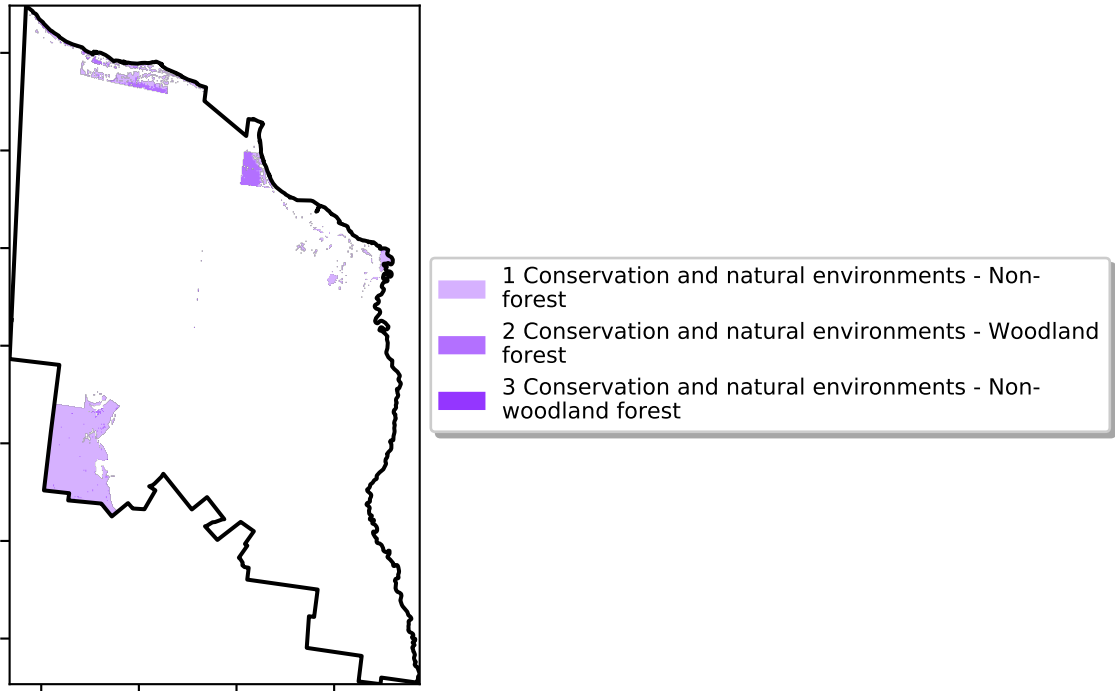 1 Conservation and natural environments - Non-
forest
2 Conservation and natural environments - Woodland
forest
3 Conservation and natural environments - Non-
woodland forest